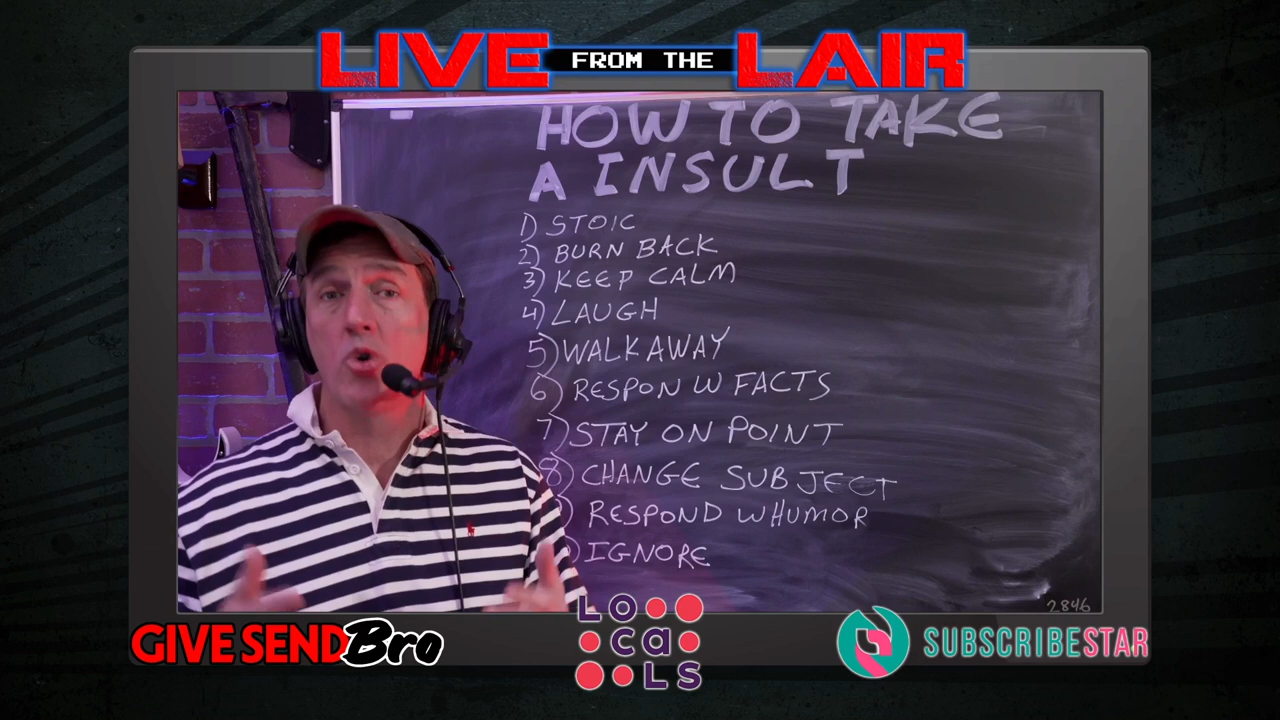 LIVE FROM THE LAIR
HOW TO TAKE
A INSULT
1) STOIC
2) BURN BACK
3) KEEP CALM
4) LAUGH
5) WALK AWAY
6) RESPON W FACTS
7) STAY ON POINT
8) CHANGE SUBJECT
) RESPOND W HUMOR
) IGNORE
2846
GIVE SEND Bro
LOCALS
SUBSCRIBESTAR